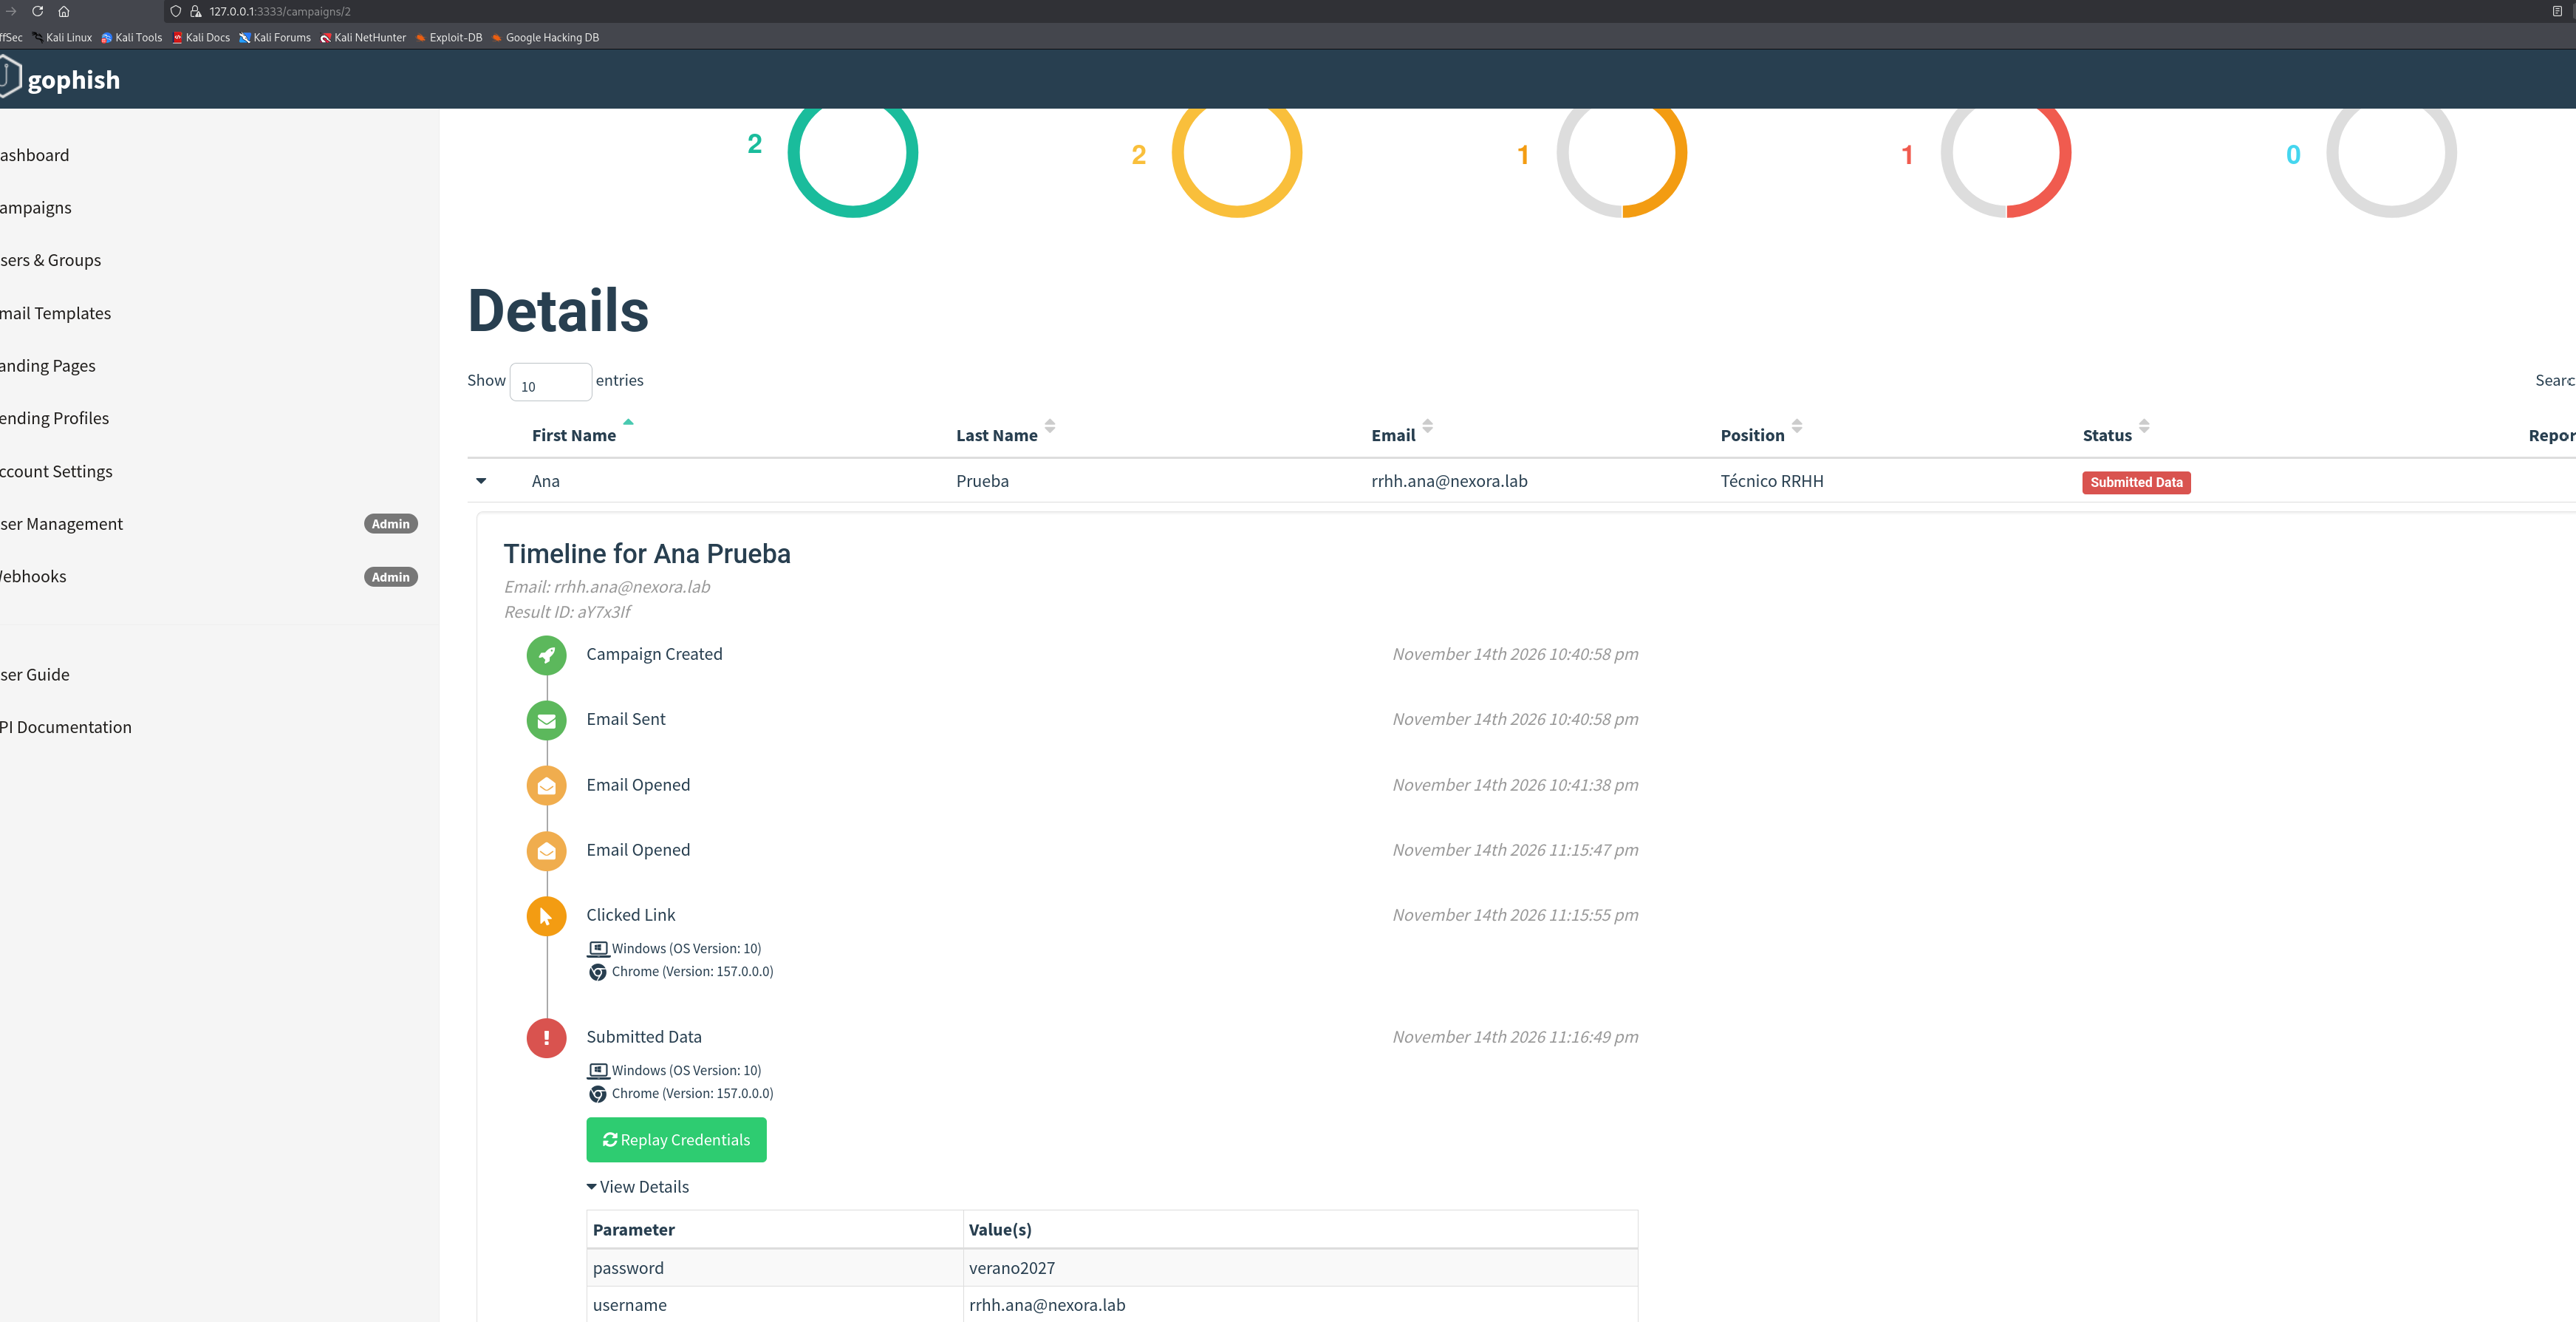 127.0.0.1:3333/campaigns/2
ffSec Kali Linux Kali Tools Kali Docs Kali Forums Kali NetHunter Exploit-DB Google Hacking DB
gophish
ashboard
ampaigns
sers & Groups
mail Templates
anding Pages
ending Profiles
ccount Settings
ser Management Admin
ebhooks Admin
ser Guide
PI Documentation
2 2 1 1 0
Details
Show 10 entries Searc
First Name Last Name Email Position Status Repor
Ana Prueba rrhh.ana@nexora.lab Técnico RRHH Submitted Data
Timeline for Ana Prueba
Email: rrhh.ana@nexora.lab
Result ID: aY7x3If
Campaign Created November 14th 2026 10:40:58 pm
Email Sent November 14th 2026 10:40:58 pm
Email Opened November 14th 2026 10:41:38 pm
Email Opened November 14th 2026 11:15:47 pm
Clicked Link November 14th 2026 11:15:55 pm
Windows (OS Version: 10)
Chrome (Version: 157.0.0.0)
Submitted Data November 14th 2026 11:16:49 pm
Windows (OS Version: 10)
Chrome (Version: 157.0.0.0)
Replay Credentials
View Details
Parameter Value(s)
password verano2027
username rrhh.ana@nexora.lab